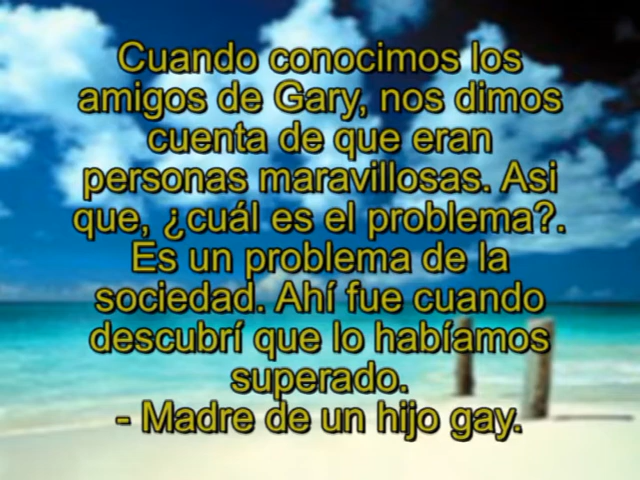 Cuando conocimos los
amigos de Gary, nos dimos
cuenta de que eran
personas maravillosas. Asi
que, ¿cuál es el problema?.
Es un problema de la
sociedad. Ahí fue cuando
descubrí que lo habíamos
superado.
- Madre de un hijo gay.